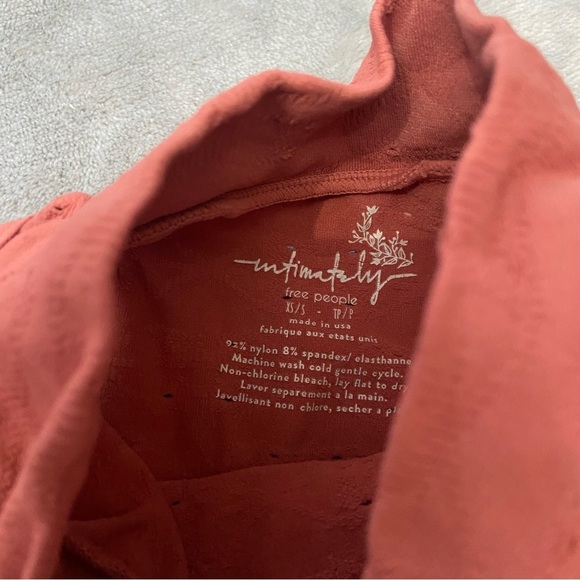 intimately
free people
XS/S - TP/P
made in usa
fabrique aux etats unis
92% nylon 8% spandex/ elasthanne
Machine wash cold gentle cycle.
Non-chlorine bleach, lay flat to dry
Laver separement a la main.
Javellisant non chlore, secher a